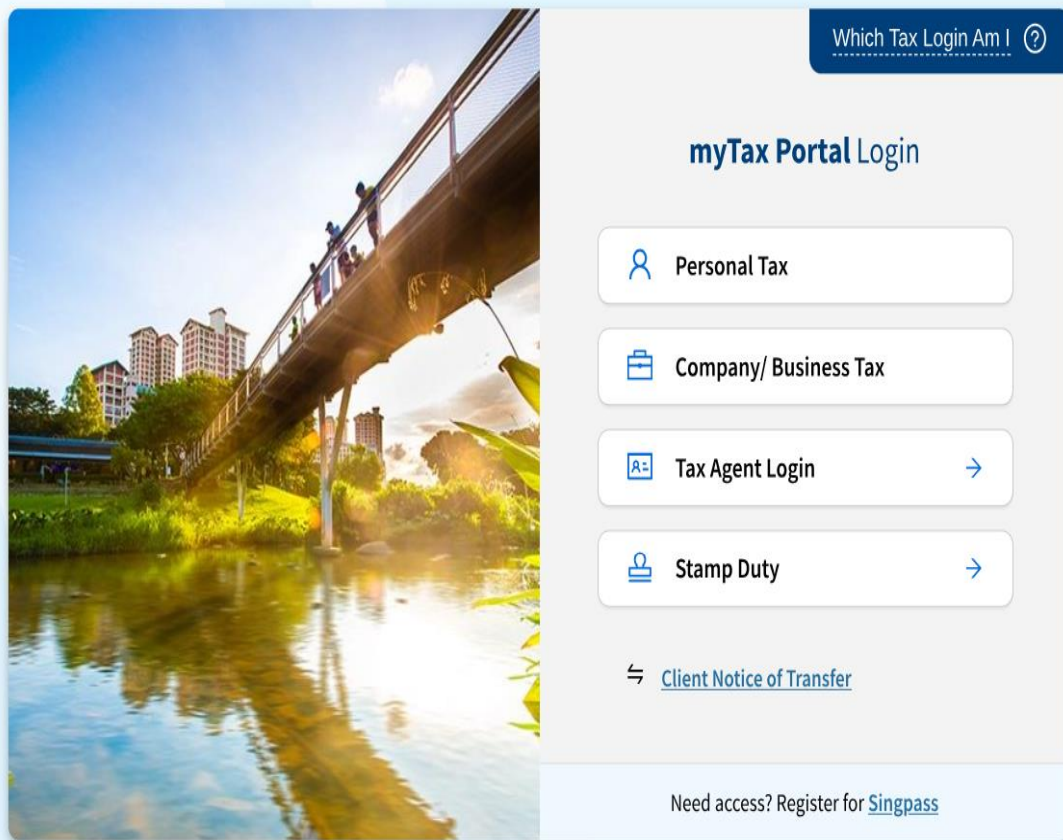 Which Tax Login Am I
myTax Portal Login
Personal Tax
Company/ Business Tax
Tax Agent Login
Stamp Duty
Client Notice of Transfer
Need access? Register for Singpass